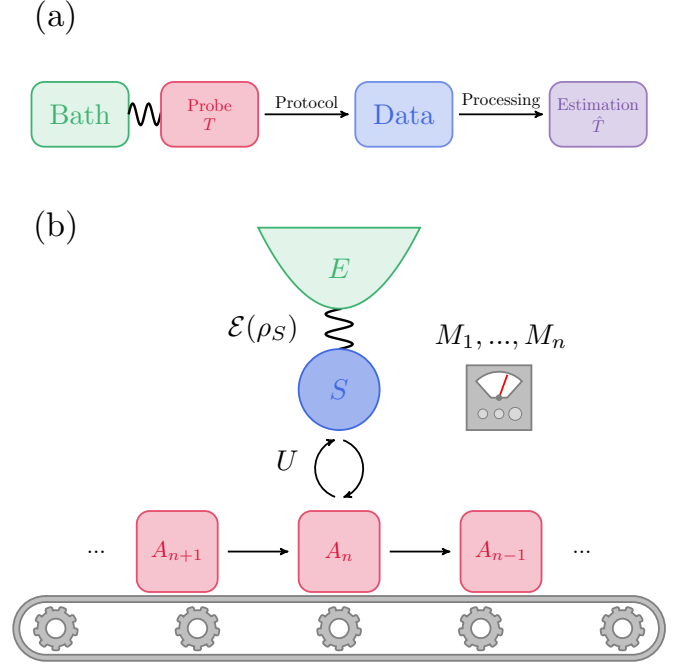 (a)
Bath
Probe
T
Protocol
Data
Processing
Estimation
T̂
(b)
E
ℰ(ρ_S)
M_1, ..., M_n
S
U
... A_{n+1} A_n A_{n−1} ...